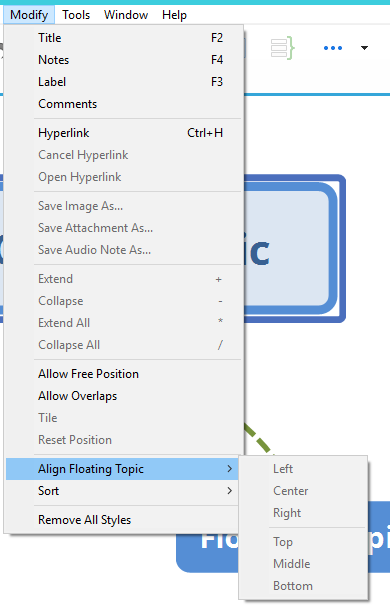 Modify Tools Window Help
Title F2
Notes F4
Label F3
Comments
Hyperlink Ctrl+H
Cancel Hyperlink
Open Hyperlink
Save Image As...
Save Attachment As...
Save Audio Note As...
ic
Extend +
Collapse -
Extend All *
Collapse All /
Allow Free Position
Allow Overlaps
Tile
Reset Position
Align Floating Topic >
Sort >
Remove All Styles
Left
Center
Right
Top
Middle
Bottom
Flo pi